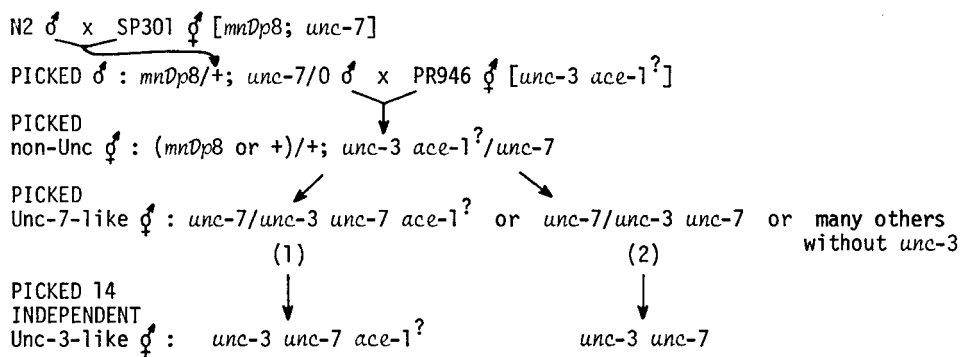 N2 ♂ x SP301 ⚥ [mnDp8; unc-7]
PICKED ♂ : mnDp8/+; unc-7/0 ♂ x PR946 ⚥ [unc-3 ace-1?]
PICKED
non-Unc ⚥ : (mnDp8 or +)/+; unc-3 ace-1?/unc-7
PICKED
Unc-7-like ⚥ : unc-7/unc-3 unc-7 ace-1? or unc-7/unc-3 unc-7 or many others
without unc-3
(1) (2)
PICKED 14
INDEPENDENT
Unc-3-like ⚥ : unc-3 unc-7 ace-1? unc-3 unc-7